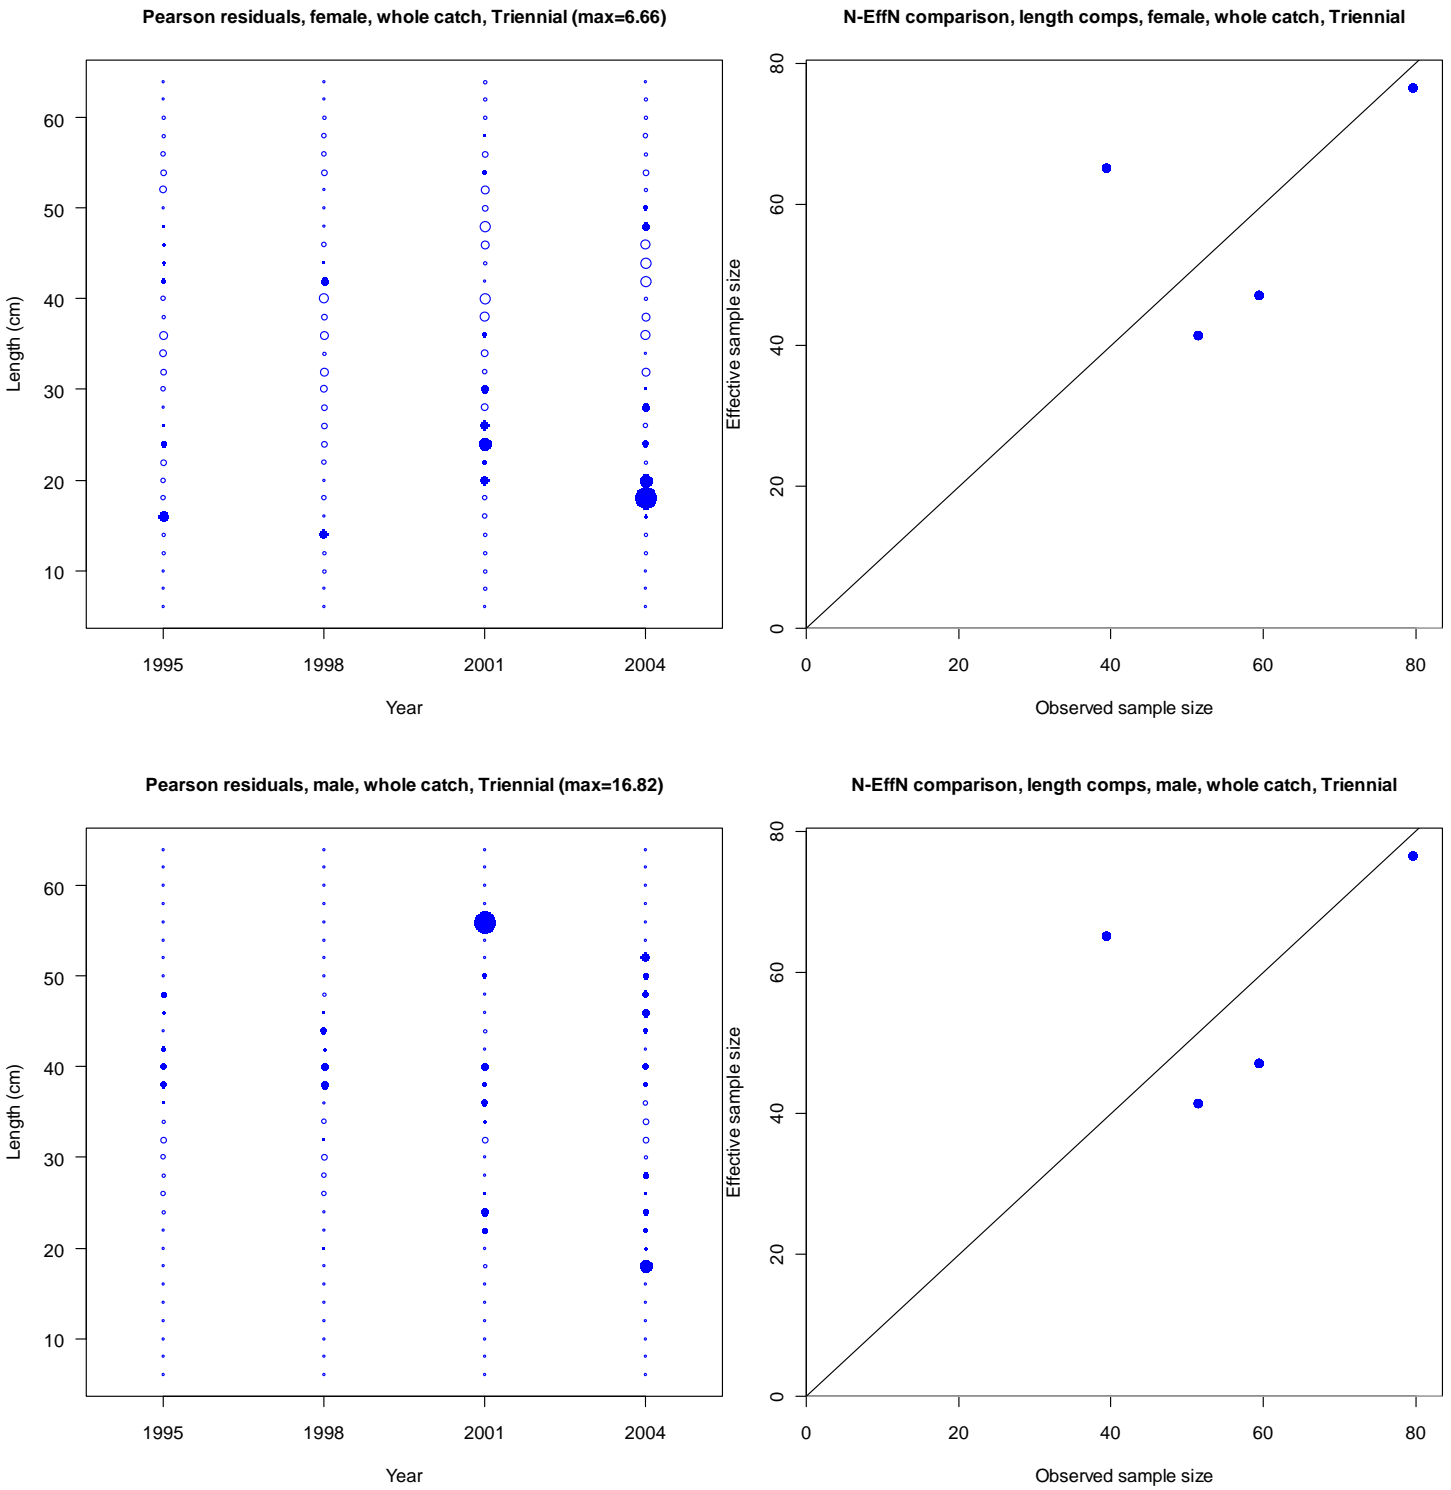 Pearson residuals, female, whole catch, Triennial (max=6.66)
Length (cm)
60
50
40
30
20
10
1995 1998 2001 2004
Year
N-EffN comparison, length comps, female, whole catch, Triennial
Effective sample size
80
60
40
20
0
0 20 40 60 80
Observed sample size
Pearson residuals, male, whole catch, Triennial (max=16.82)
Length (cm)
60
50
40
30
20
10
1995 1998 2001 2004
Year
N-EffN comparison, length comps, male, whole catch, Triennial
Effective sample size
80
60
40
20
0
0 20 40 60 80
Observed sample size